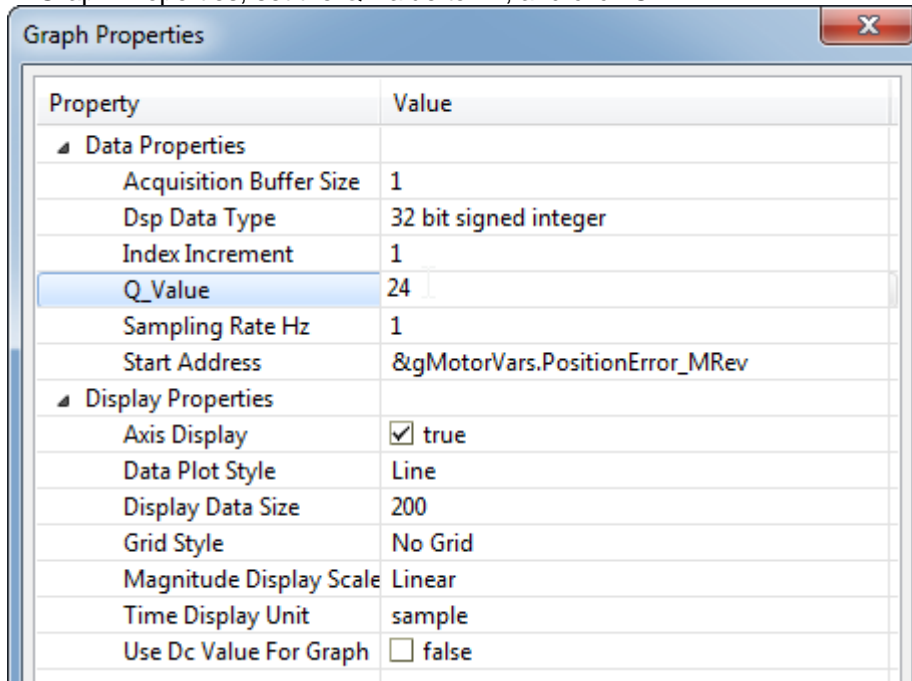 Graph Properties
Property Value
Data Properties
Acquisition Buffer Size 1
Dsp Data Type 32 bit signed integer
Index Increment 1
Q_Value 24
Sampling Rate Hz 1
Start Address &gMotorVars.PositionError_MRev
Display Properties
Axis Display true
Data Plot Style Line
Display Data Size 200
Grid Style No Grid
Magnitude Display Scale Linear
Time Display Unit sample
Use Dc Value For Graph false